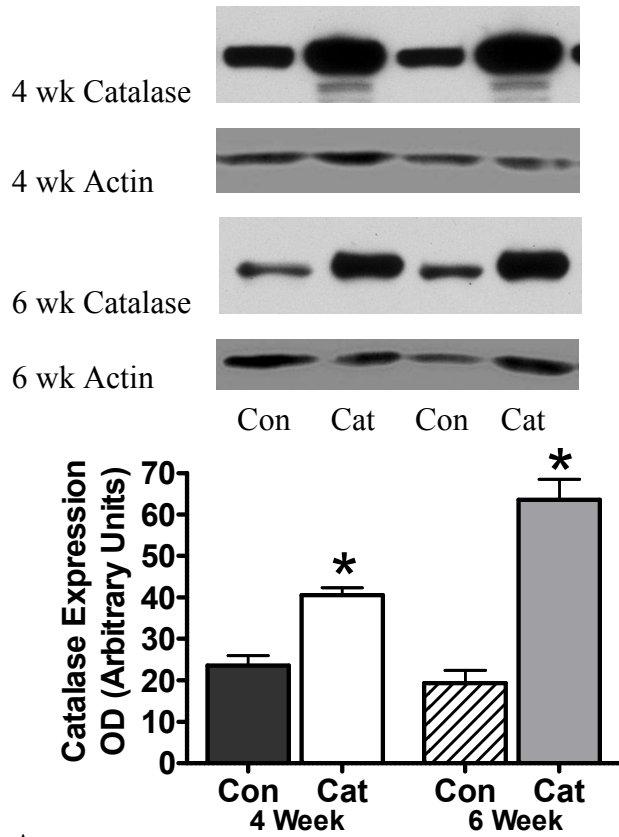 4 wk Catalase
4 wk Actin
6 wk Catalase
6 wk Actin
Con Cat Con Cat
Catalase Expression
OD (Arbitrary Units)
70
60
50
40
30
20
10
0
*
*
Con Cat Con Cat
4 Week 6 Week